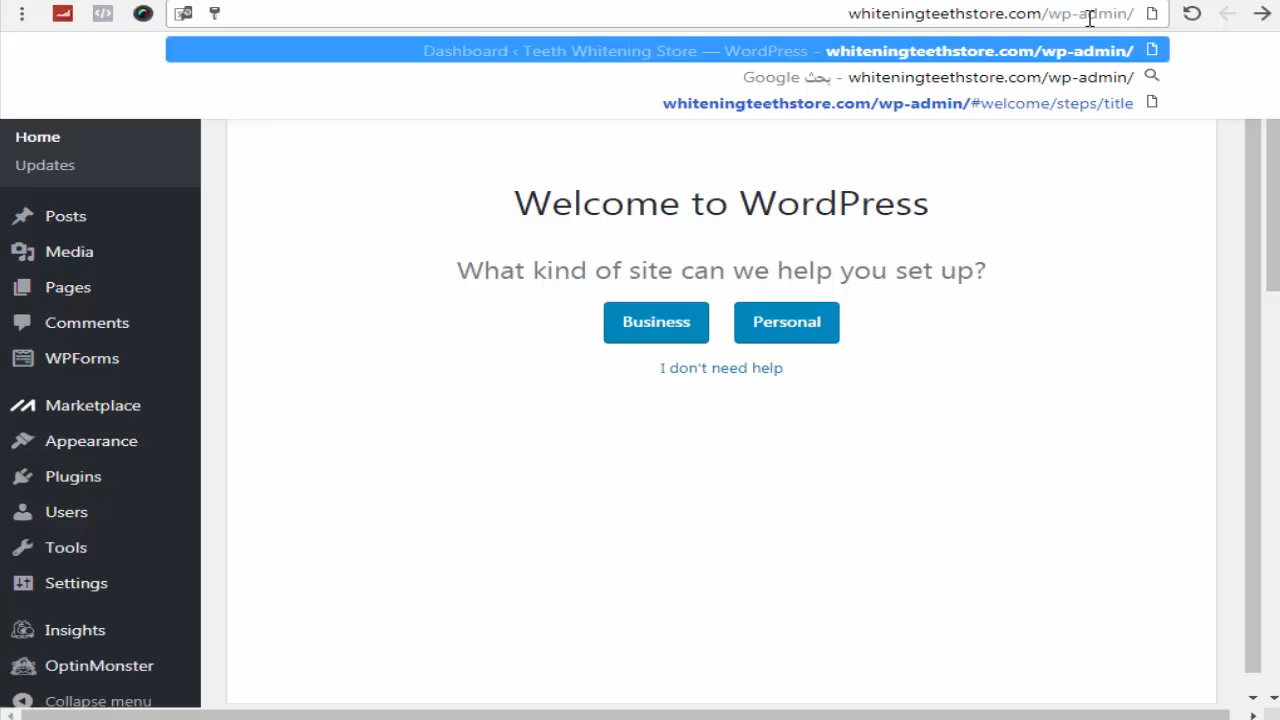 whiteningteethstore.com/wp-admin/
Dashboard ‹ Teeth Whitening Store — WordPress - whiteningteethstore.com/wp-admin/
whiteningteethstore.com/wp-admin/ - بحث Google
whiteningteethstore.com/wp-admin/#welcome/steps/title
Home
Updates
Posts
Media
Pages
Comments
WPForms
Marketplace
Appearance
Plugins
Users
Tools
Settings
Insights
OptinMonster
Collapse menu
Welcome to WordPress
What kind of site can we help you set up?
Business
Personal
I don't need help